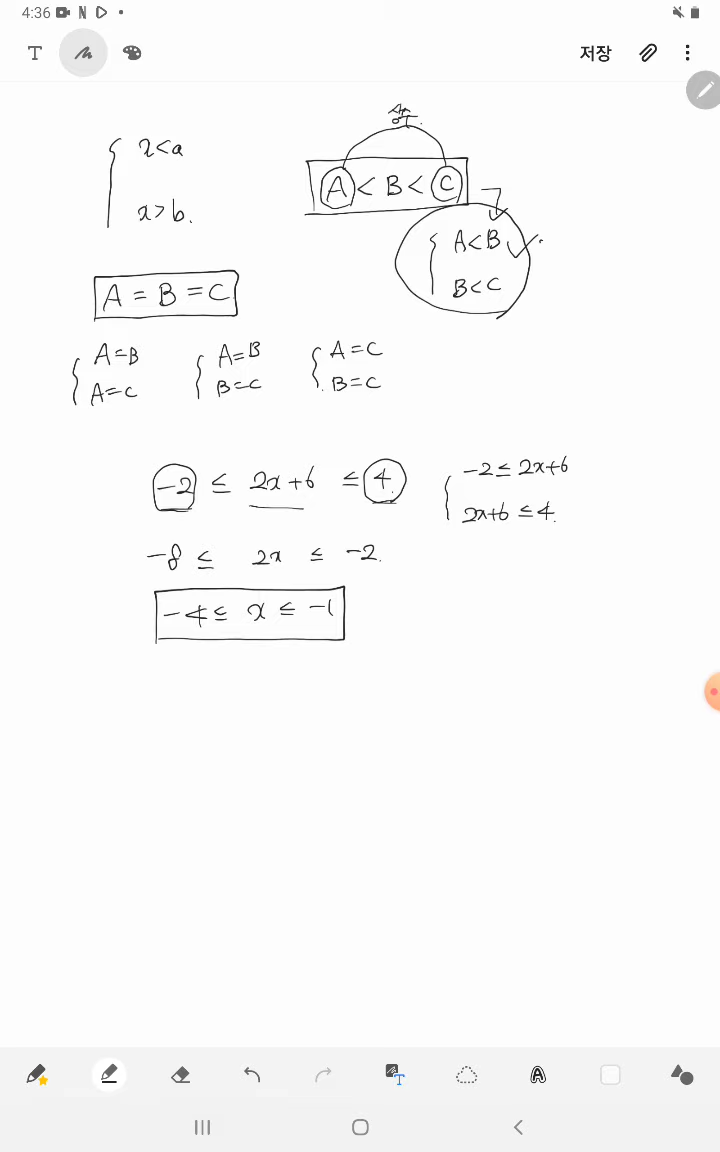 4:36
T
저장
상수
x<a
x>b.
A < B < C
A<B
B<C
A = B = C
A=B
A=C
A=B
B=C
A=C
B=C
-2 ≤ 2x+6 ≤ 4.
-2 ≤ 2x+6
2x+6 ≤ 4.
-8 ≤ 2x ≤ -2.
-4 ≤ x ≤ -1